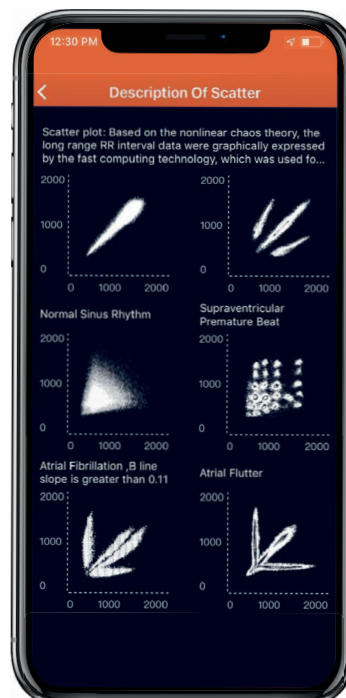 12:30 PM
Description Of Scatter
Scatter plot: Based on the nonlinear chaos theory, the
long range RR interval data were graphically expressed
by the fast computing technology, which was used fo...
2000
1000
0
0 1000 2000
2000
1000
0
0 1000 2000
Normal Sinus Rhythm
Supraventricular
Premature Beat
2000
1000
0
0 1000 2000
2000
1000
0
0 1000 2000
Atrial Fibrillation ,B line
slope is greater than 0.11
Atrial Flutter
2000
1000
0
0 1000 2000
2000
1000
0
0 1000 2000